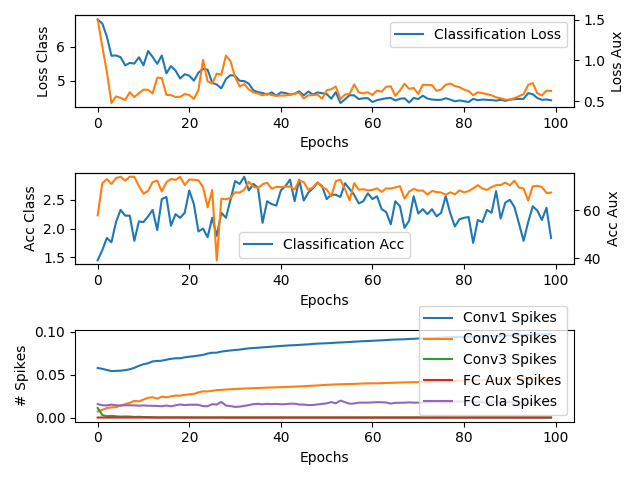 Classification Loss
Loss Class
Loss Aux
6
5
1.5
1.0
0.5
0 20 40 60 80 100
Epochs
Acc Class
Acc Aux
2.5
2.0
1.5
60
40
Classification Acc
0 20 40 60 80 100
Epochs
# Spikes
0.10
0.05
0.00
Conv1 Spikes
Conv2 Spikes
Conv3 Spikes
FC Aux Spikes
FC Cla Spikes
0 20 40 60 80 100
Epochs